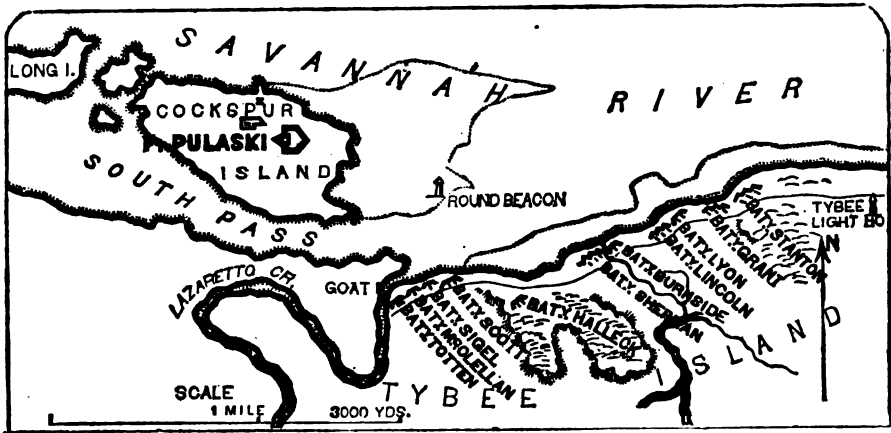 SAVANNAH RIVER
LONG I.
COCKSPUR
Ft. PULASKI
ISLAND
SOUTH PASS
ROUND BEACON
TYBEE
LIGHT HO
N
BATY. STANTON
BATY. GRANT
BATY. LYON
BATY. LINCOLN
BATY. BURNSIDE
BATY. SHERMAN
BATY. HALLECK
LAZARETTO CR.
GOAT I
BATY. SCOTT
BATY. SIGEL
BATY. McCLELLAN
BATY. TOTTEN
TYBEE ISLAND
SCALE
1 MILE 3000 YDS.